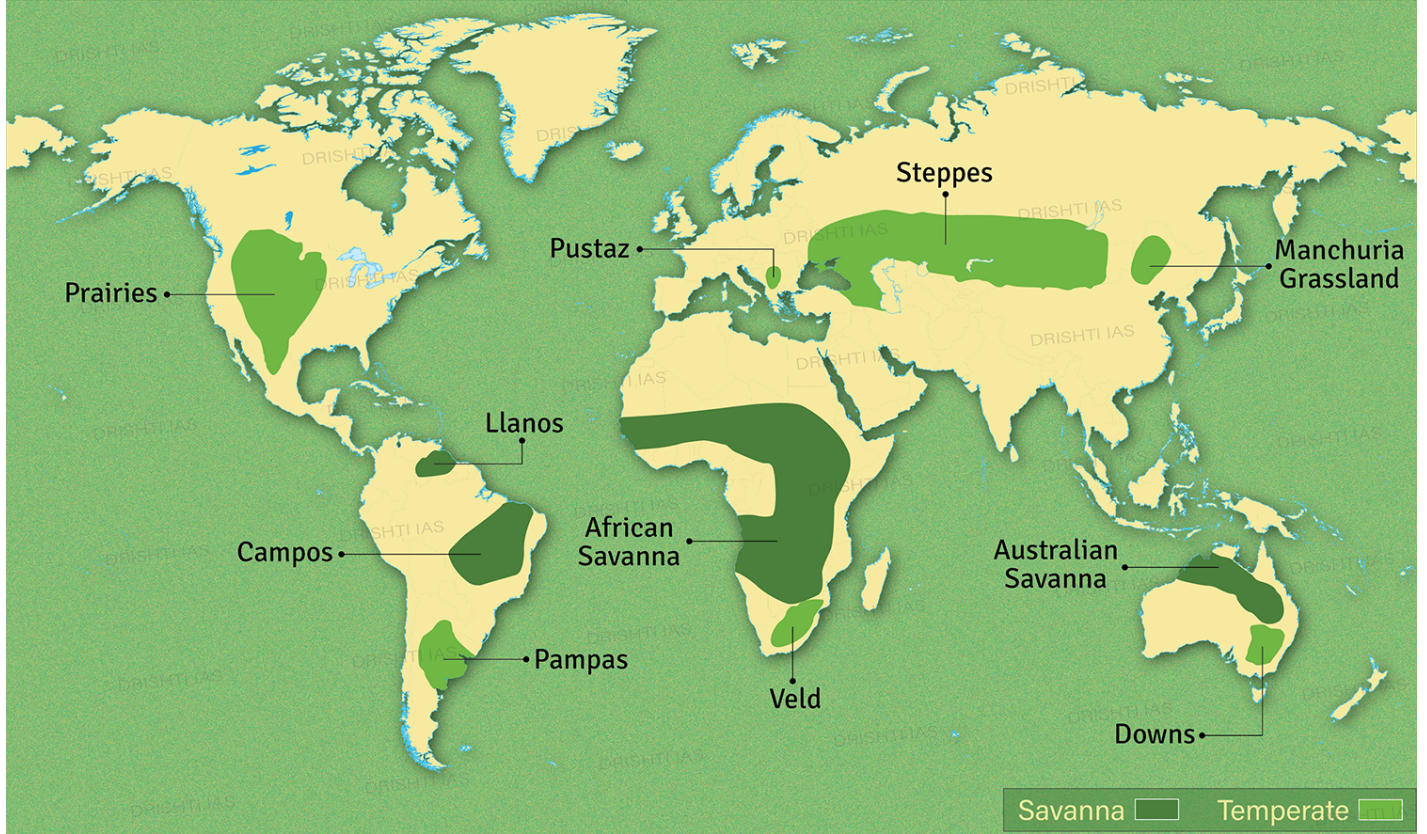 Steppes
Pustaz
Manchuria
Grassland
Prairies
Llanos
African
Savanna
Campos
Australian
Savanna
Pampas
Veld
Downs
Savanna
Temperate
DRISHTI IAS